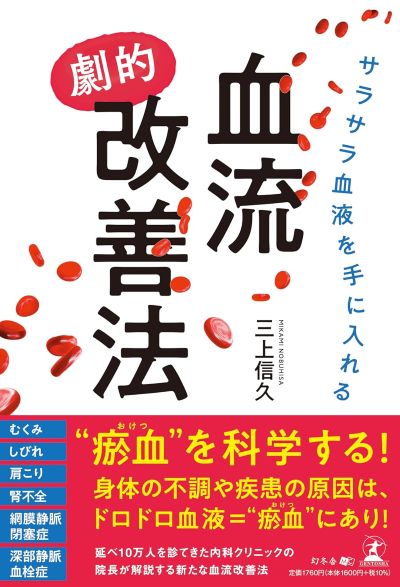 サラサラ血液を手に入れる
劇的
血流
改善法
三上信久
MIKAMI NOBUHISA
むくみ
しびれ
肩こり
腎不全
網膜静脈
閉塞症
深部静脈
血栓症
おけつ
“瘀血”を科学する!
身体の不調や疾患の原因は、
おけつ
ドロドロ血液=“瘀血”にあり!
延べ10万人を診てきた内科クリニックの
院長が解説する新たな血流改善法
幻冬舎
GENTOSHA
定価1760円(本体1600円+税10%)